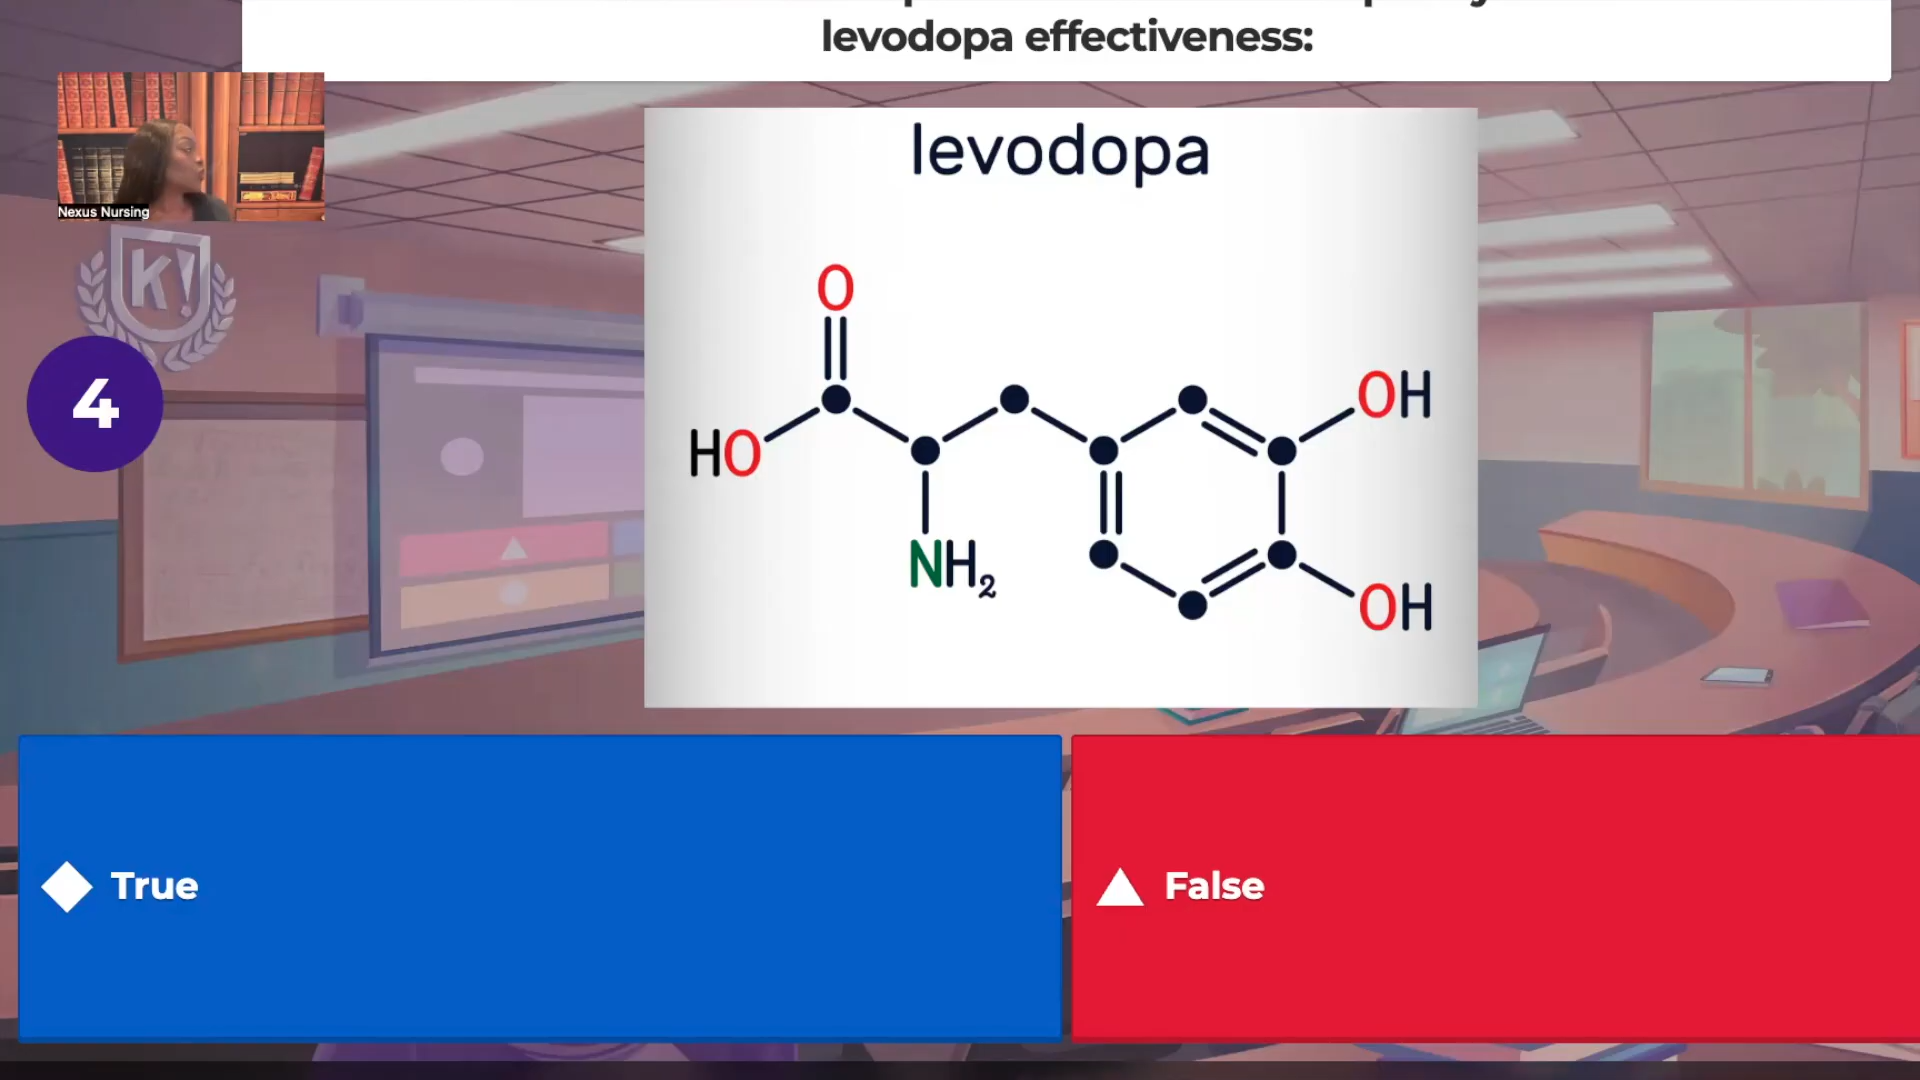 levodopa effectiveness:
Nexus Nursing
K!
4
levodopa
O
HO
NH₂
OH
OH
True
False